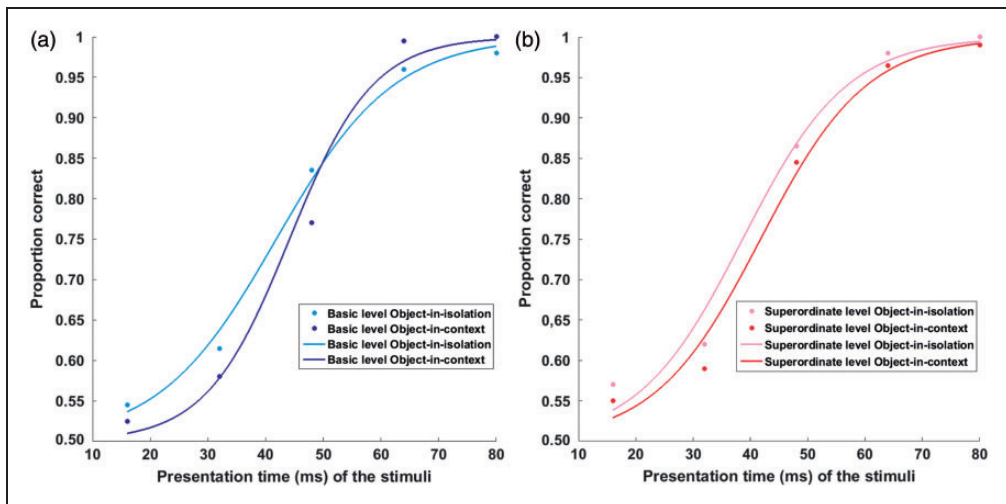 (a)
Proportion correct
1
0.95
0.90
0.85
0.80
0.75
0.70
0.65
0.60
0.55
0.50
10 20 30 40 50 60 70 80
Presentation time (ms) of the stimuli
Basic level Object-in-isolation
Basic level Object-in-context
Basic level Object-in-isolation
Basic level Object-in-context
(b)
Proportion correct
1
0.95
0.90
0.85
0.80
0.75
0.70
0.65
0.60
0.55
0,50
10 20 30 40 50 60 70 80
Presentation time (ms) of the stimuli
Superordinate level Object-in-isolation
Superordinate level Object-in-context
Superordinate level Object-in-isolation
Superordinate level Object-in-context